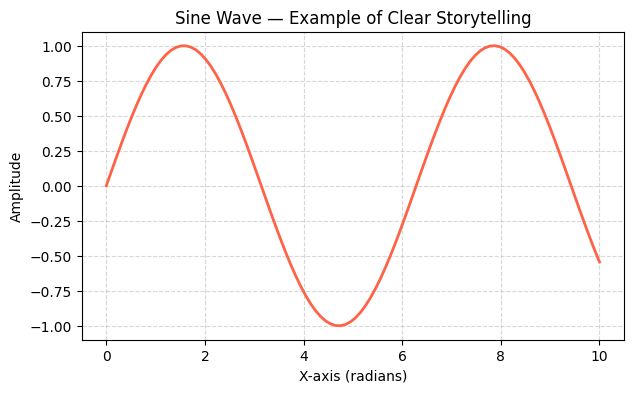 Sine Wave — Example of Clear Storytelling
1.00
0.75
0.50
0.25
0.00
−0.25
−0.50
−0.75
−1.00
Amplitude
0 2 4 6 8 10
X-axis (radians)